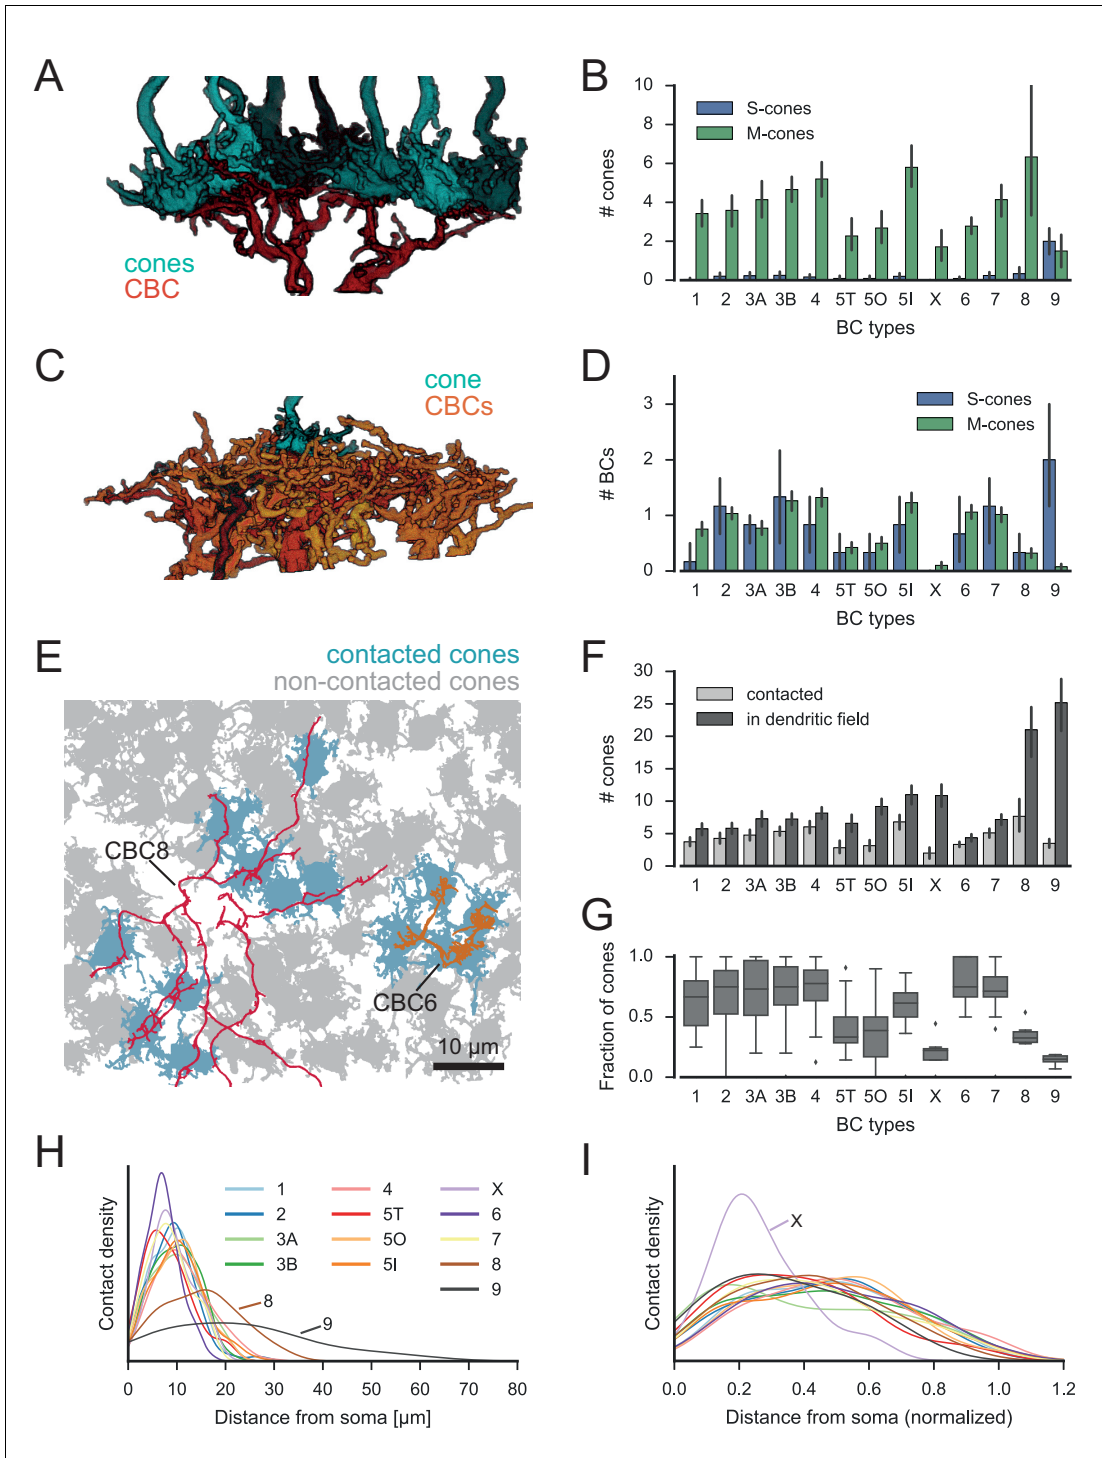 A
cones
CBC
B
10
8
6
4
2
0
# cones
S-cones
M-cones
1 2 3A 3B 4 5T 5O 5I X 6 7 8 9
BC types
C
cone
CBCs
D
3
2
1
0
# BCs
S-cones
M-cones
1 2 3A 3B 4 5T 5O 5I X 6 7 8 9
BC types
E
contacted cones
non-contacted cones
CBC8
CBC6
10 µm
F
30
25
20
15
10
5
0
# cones
contacted
in dendritic field
1 2 3A 3B 4 5T 5O 5I X 6 7 8 9
G
1.0
0.5
0.0
Fraction of cones
1 2 3A 3B 4 5T 5O 5I X 6 7 8 9
BC types
H
Contact density
1 4 X
2 5T 6
3A 5O 7
3B 5I 8
9
8
9
0 10 20 30 40 50 60 70 80
Distance from soma [µm]
I
Contact density
X
0.0 0.2 0.4 0.6 0.8 1.0 1.2
Distance from soma (normalized)